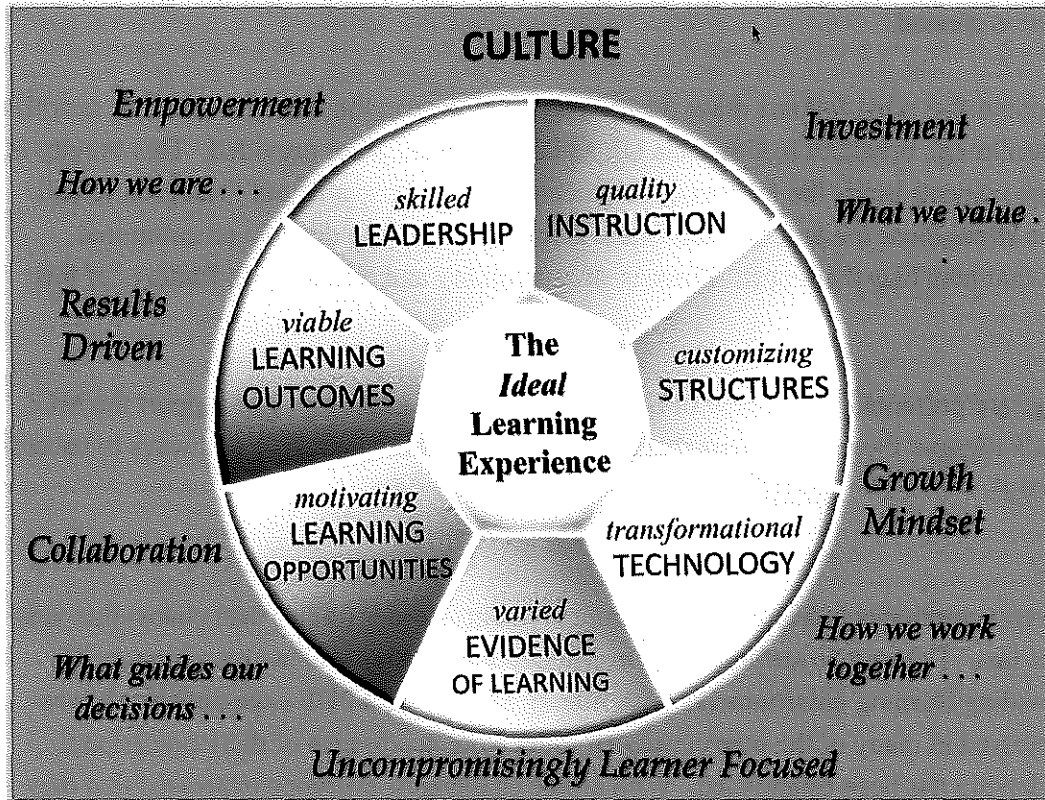 CULTURE
Empowerment
Investment
How we are . . .
What we value .
.
Results
Driven
Growth
Mindset
Collaboration
How we work
together . . .
What guides our
decisions . . .
Uncompromisingly Learner Focused
skilled
LEADERSHIP
quality
INSTRUCTION
customizing
STRUCTURES
transformational
TECHNOLOGY
varied
EVIDENCE
OF LEARNING
motivating
LEARNING
OPPORTUNITIES
viable
LEARNING
OUTCOMES
The
Ideal
Learning
Experience